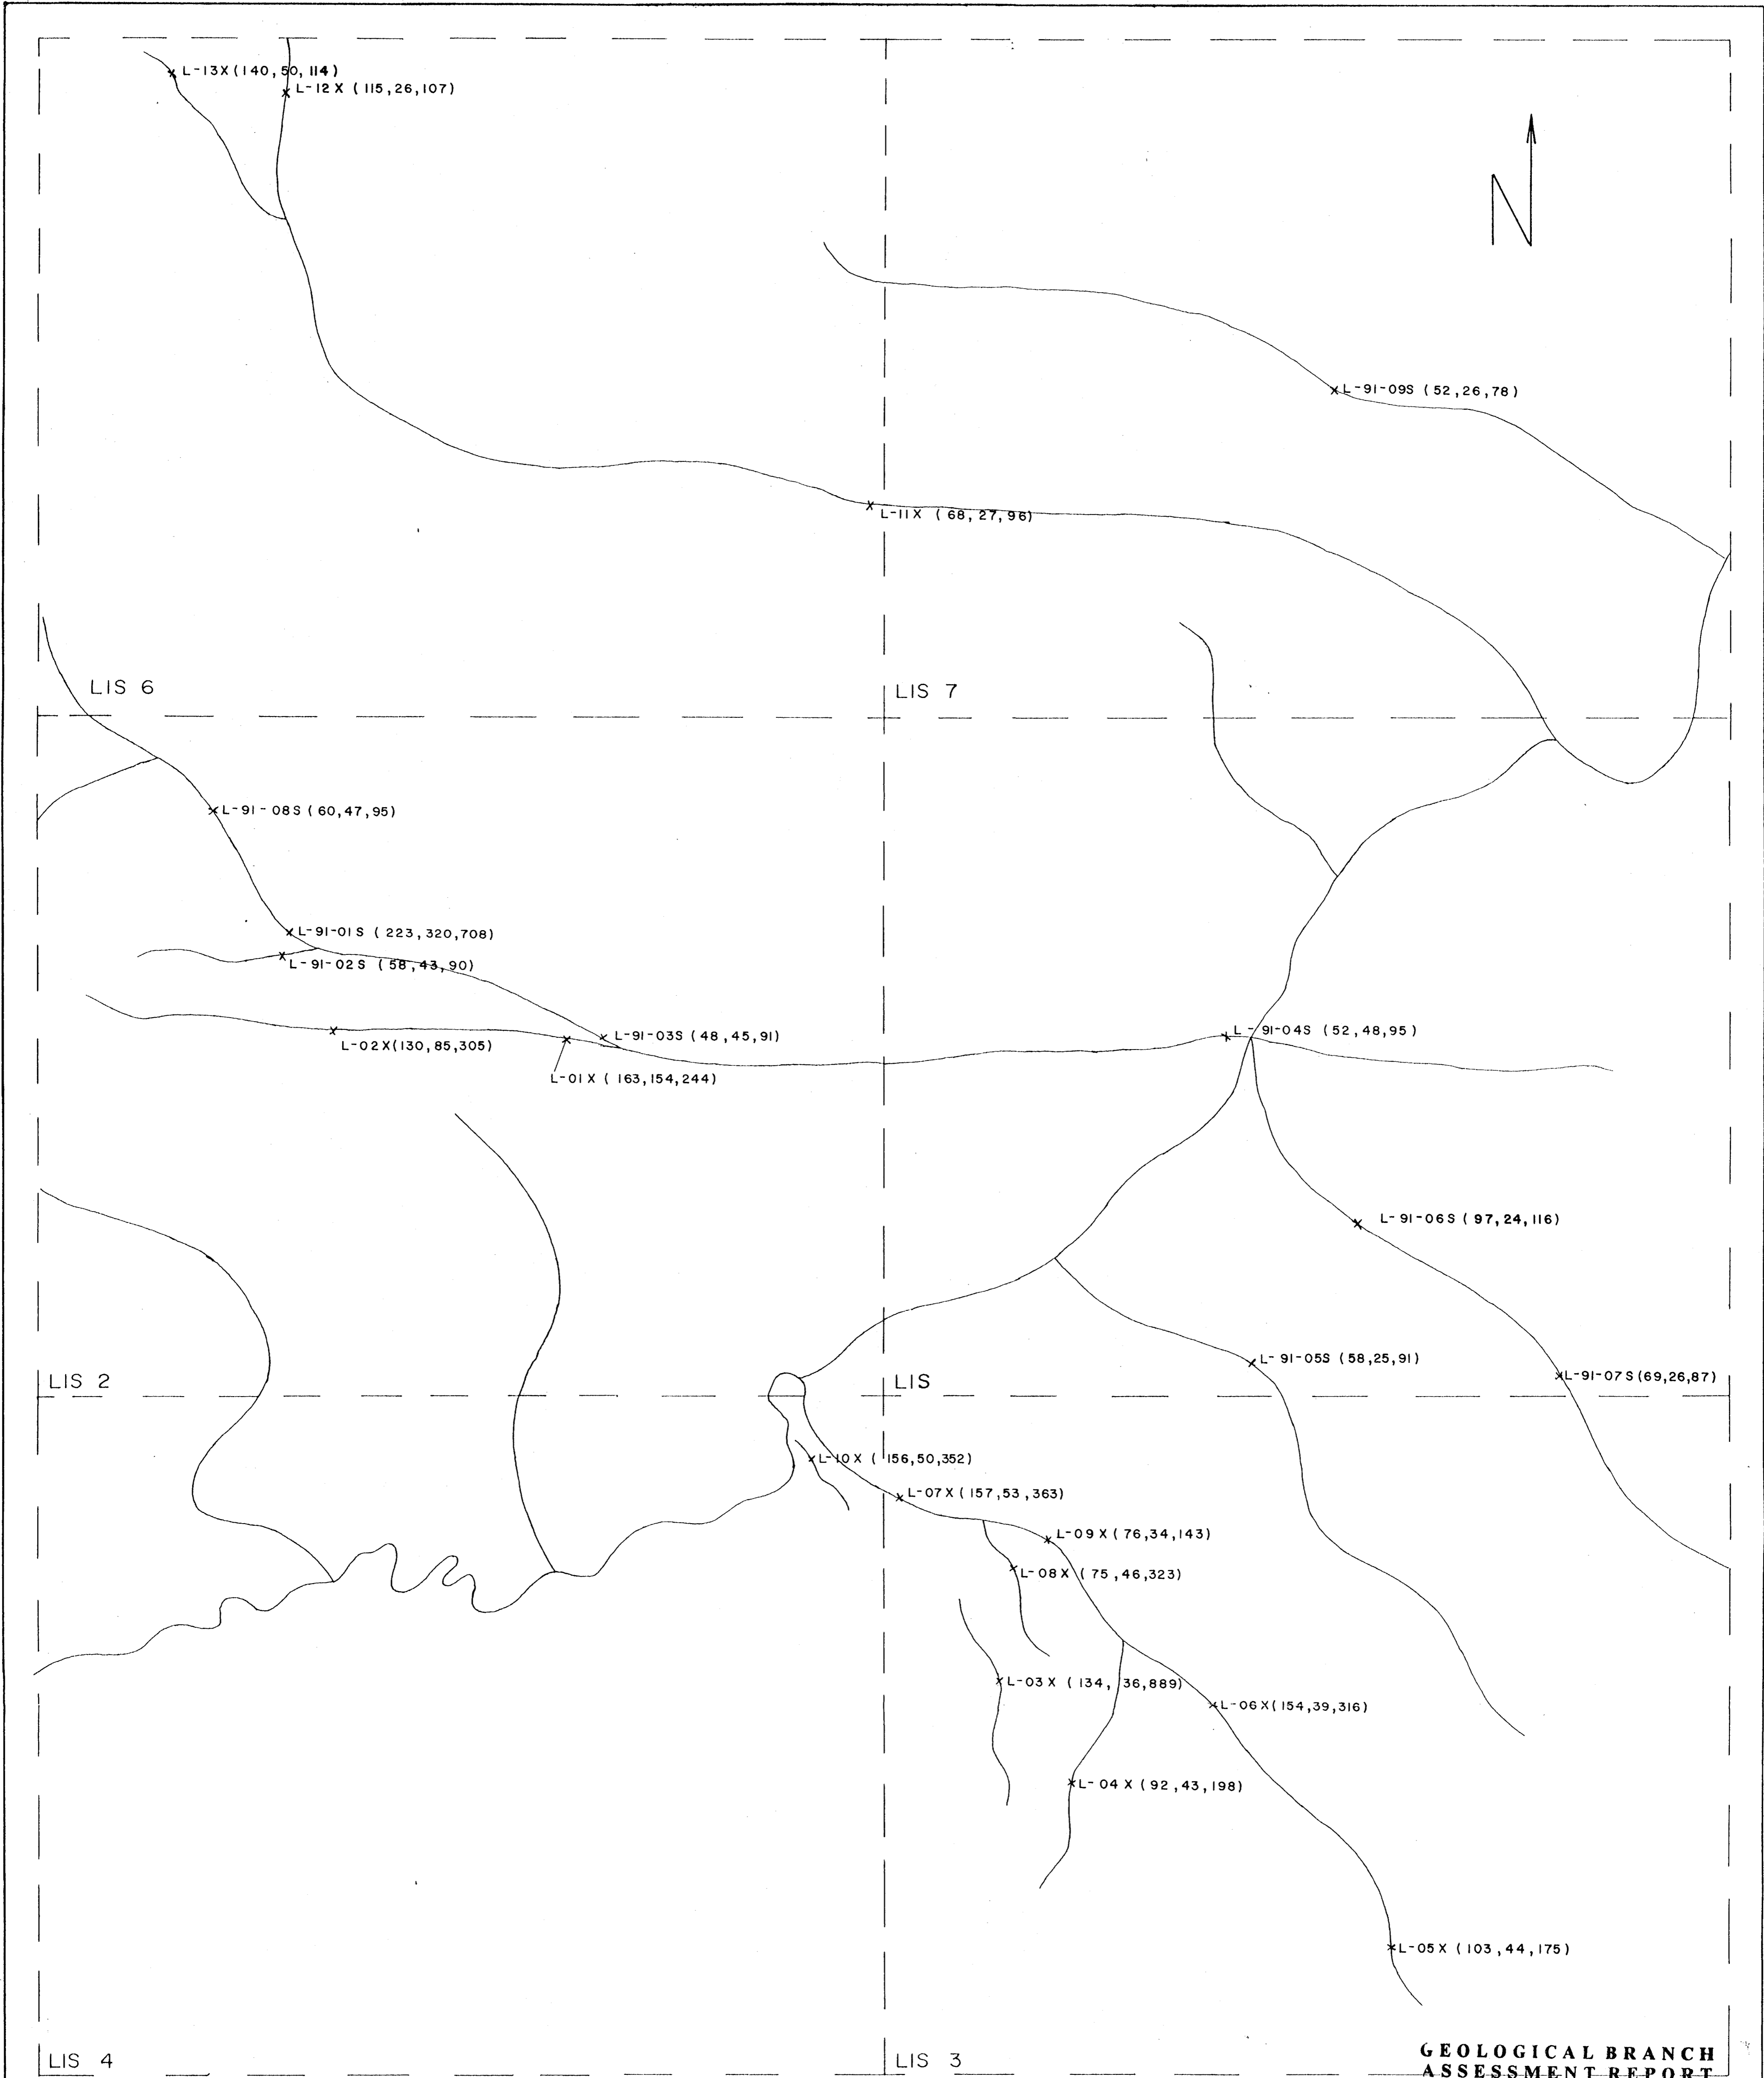 L-13X (140, 50, 114)
L-12 X (115, 26, 107)
N
L-91-09S (52, 26, 78)
L-11X (68, 27, 96)
LIS 6
LIS 7
L-91-08S (60, 47, 95)
L-91-01S (223, 320, 708)
L-91-02S (58, 43, 90)
L-91-03S (48, 45, 91)
L-91-04S (52, 48, 95)
L-02X (130, 85, 305)
L-01X (163, 154, 244)
L-91-06S (97, 24, 116)
L-91-05S (58, 25, 91)
L-91-07S (69, 26, 87)
LIS 2
LIS
L-10X (156, 50, 352)
L-07X (157, 53, 363)
L-09X (76, 34, 143)
L-08X (75, 46, 323)
L-03X (134, 36, 889)
L-06X (154, 39, 316)
L-04X (92, 43, 198)
L-05X (103, 44, 175)
LIS 4
LIS 3
GEOLOGICAL BRANCH
ASSESSMENT REPORT